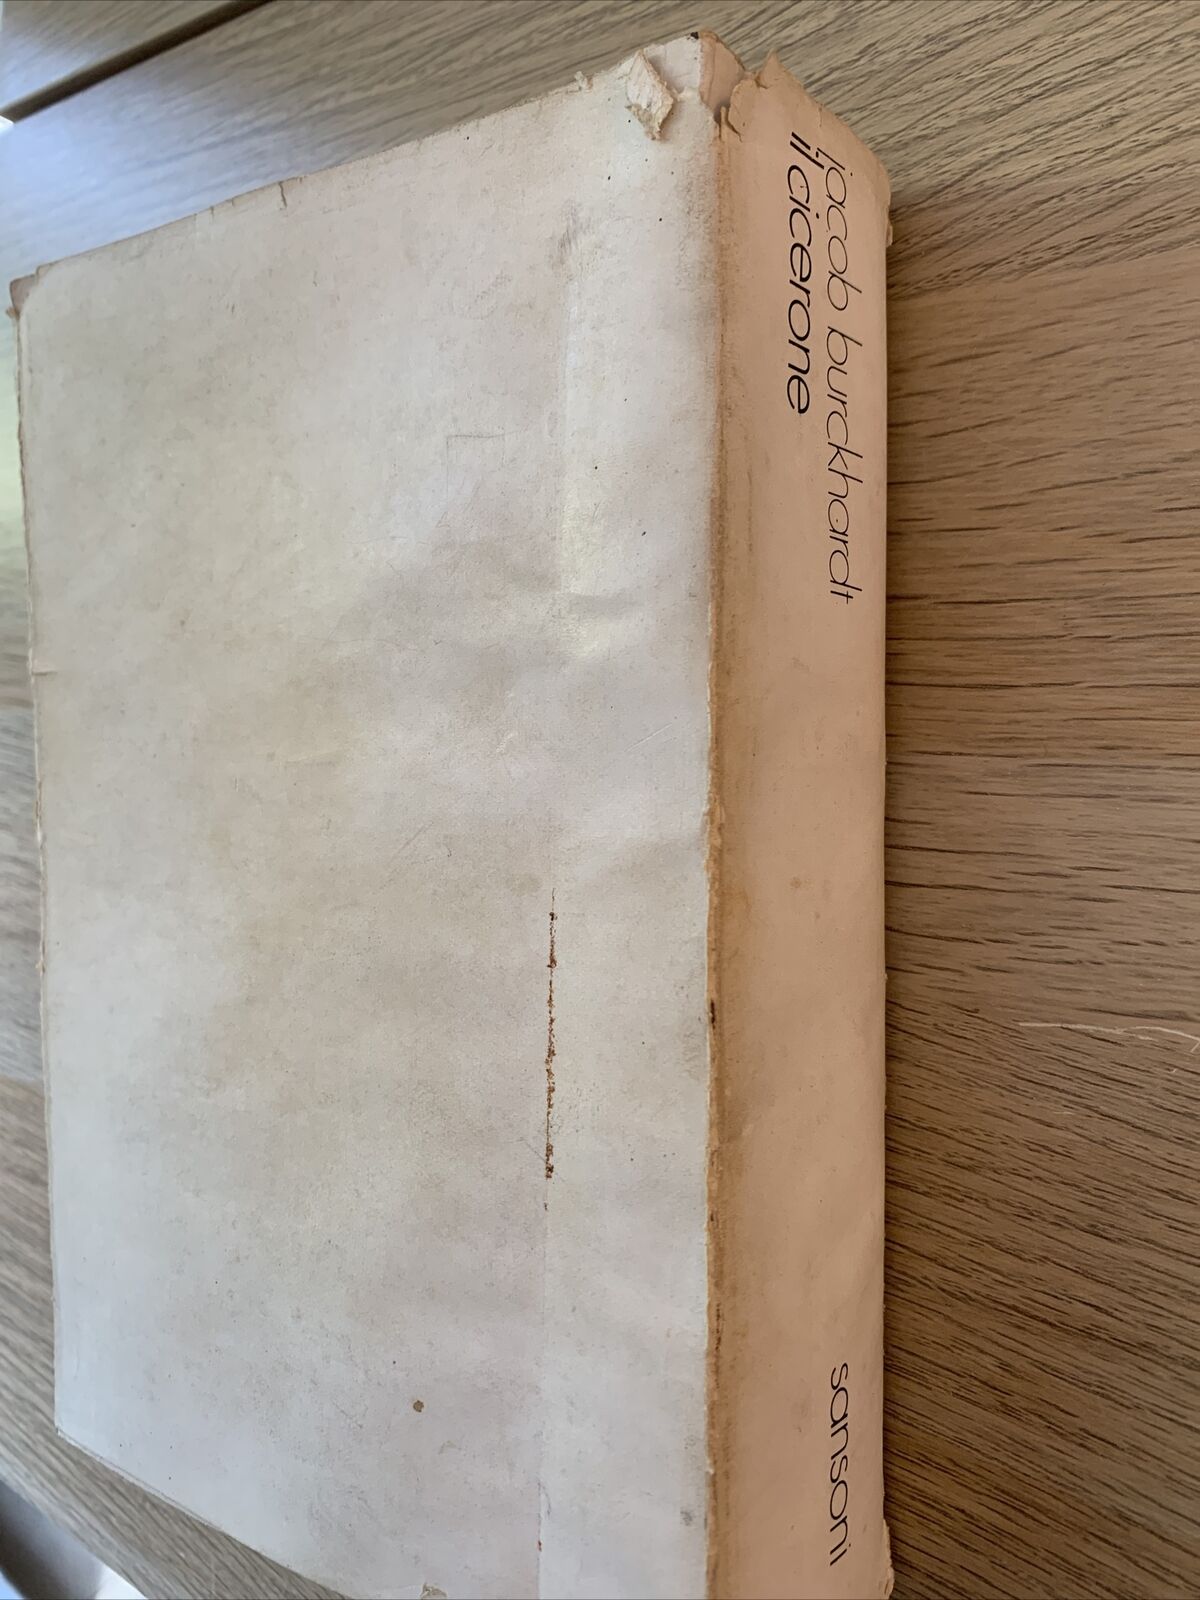 jacob burckhardt
il cicerone
sansoni